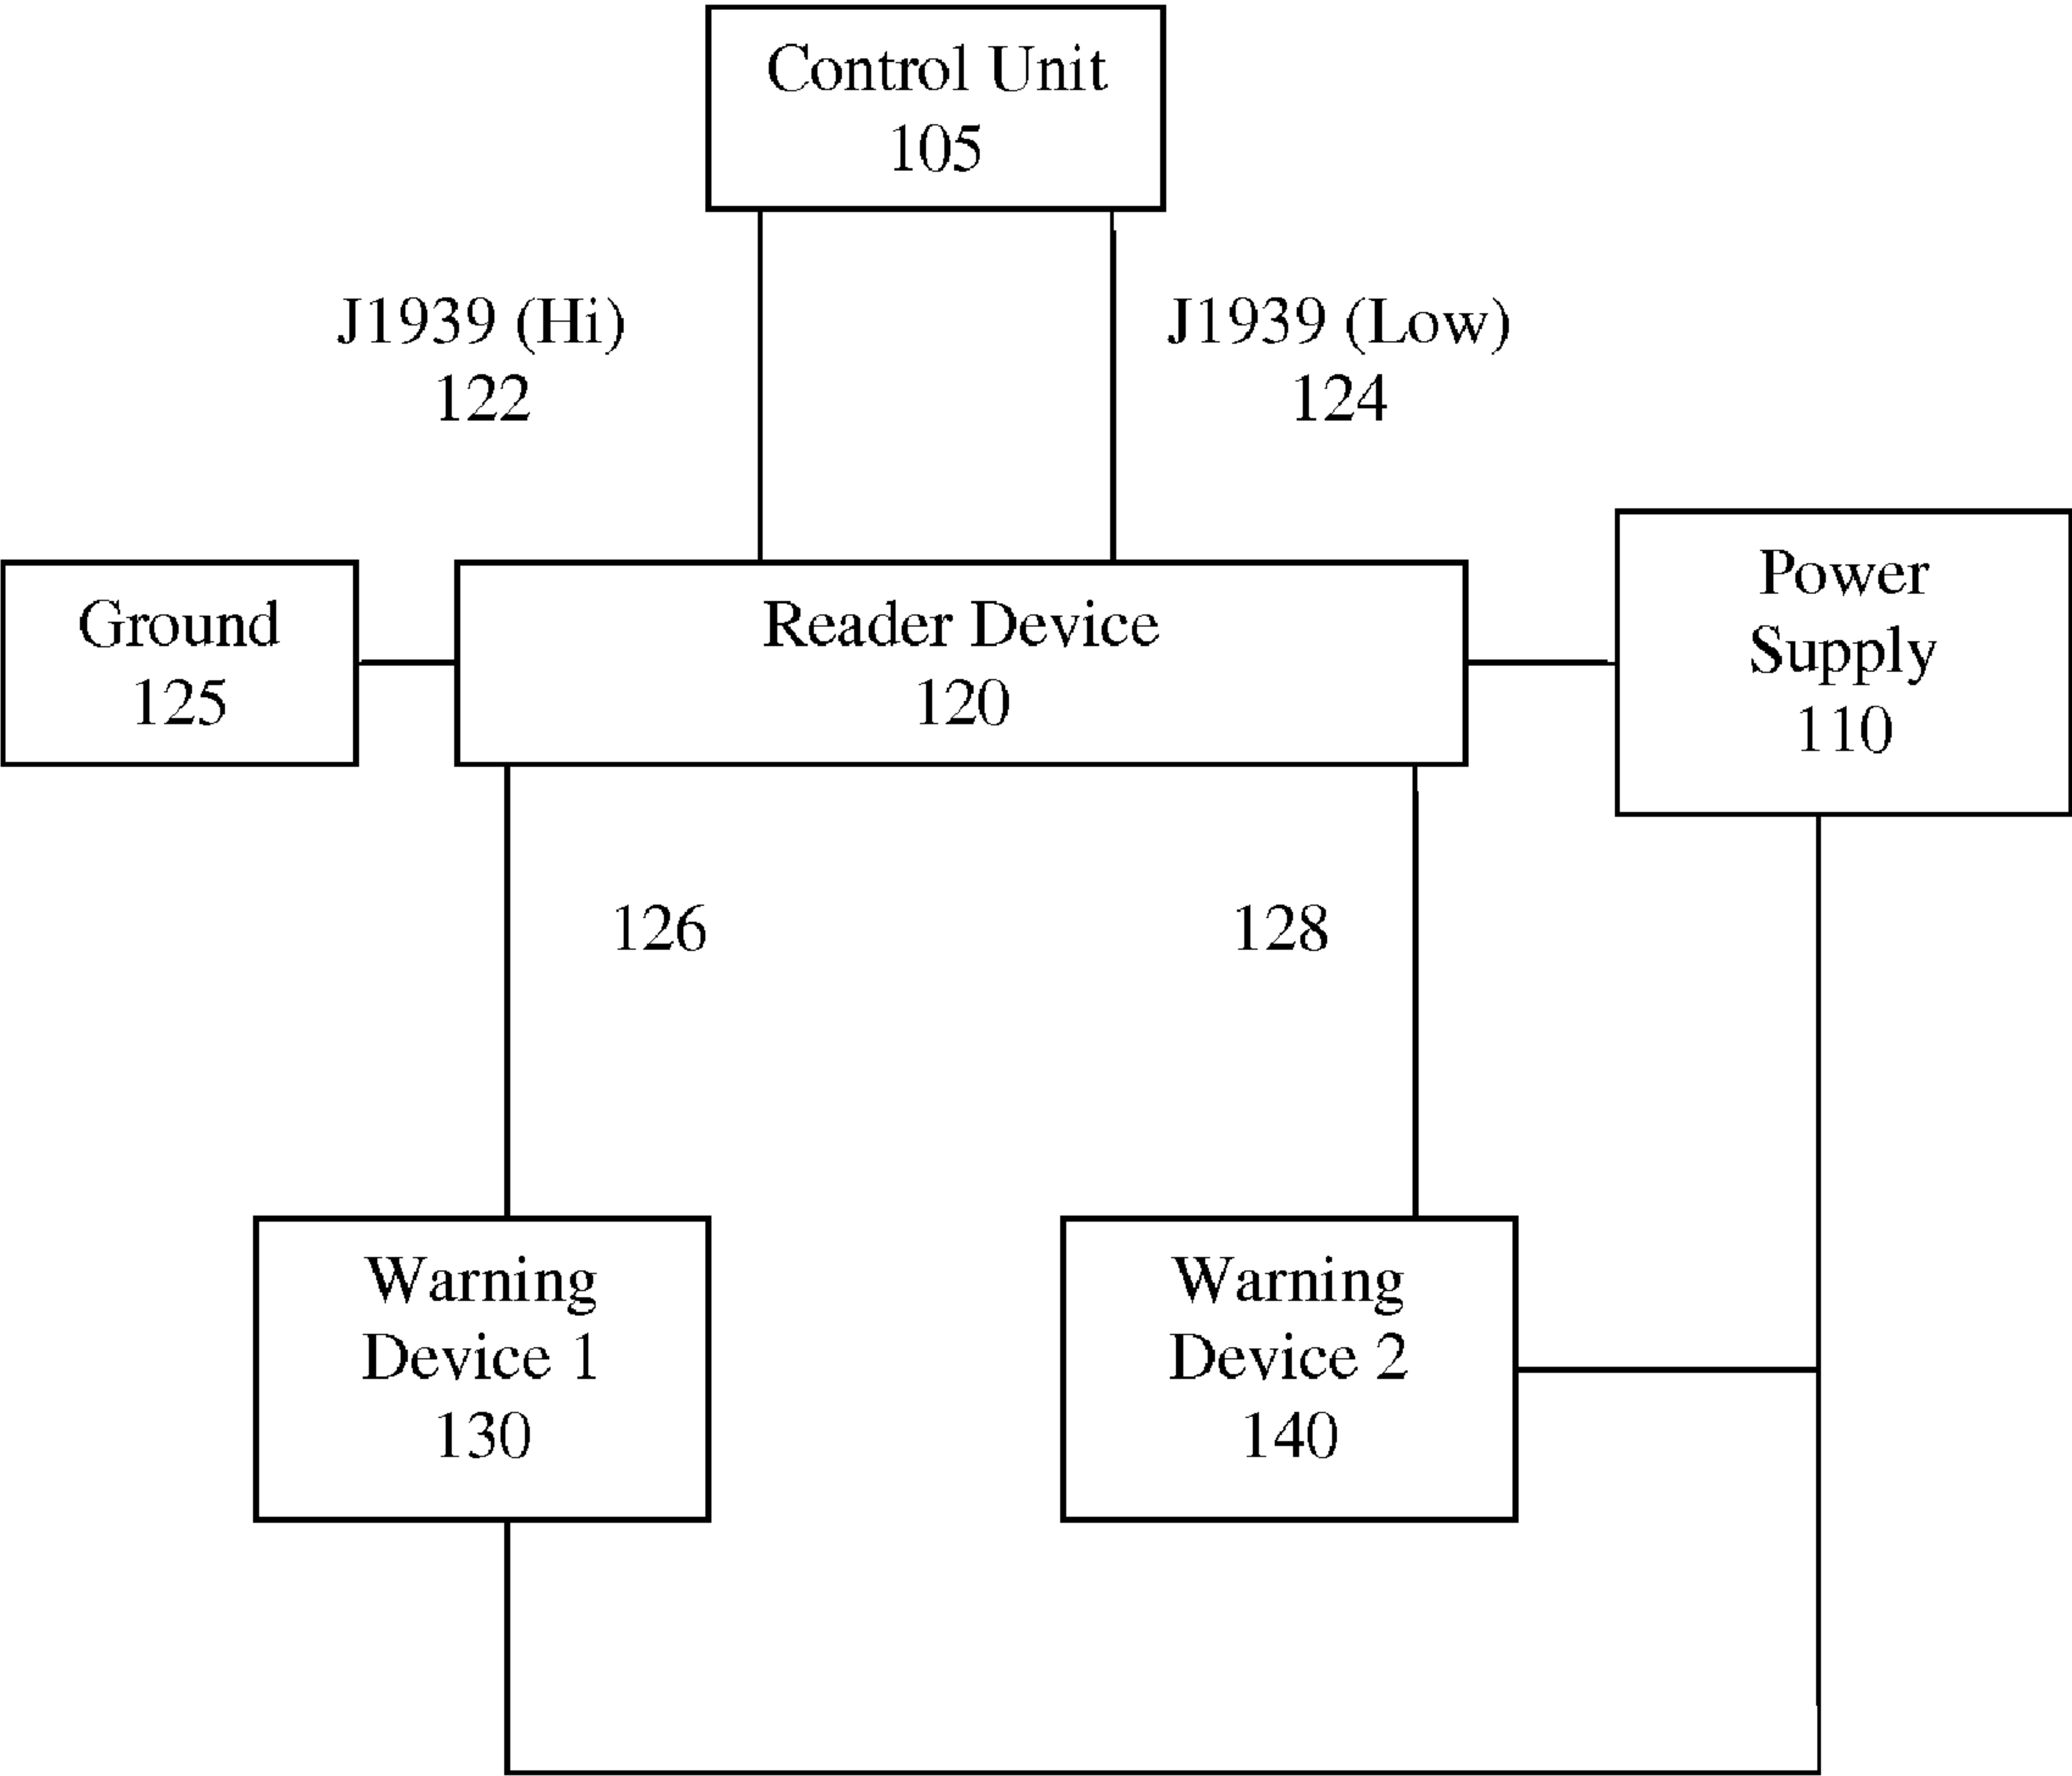 Control Unit
105
J1939 (Hi)
122
J1939 (Low)
124
Ground
125
Reader Device
120
Power
Supply
110
126
128
Warning
Device 1
130
Warning
Device 2
140